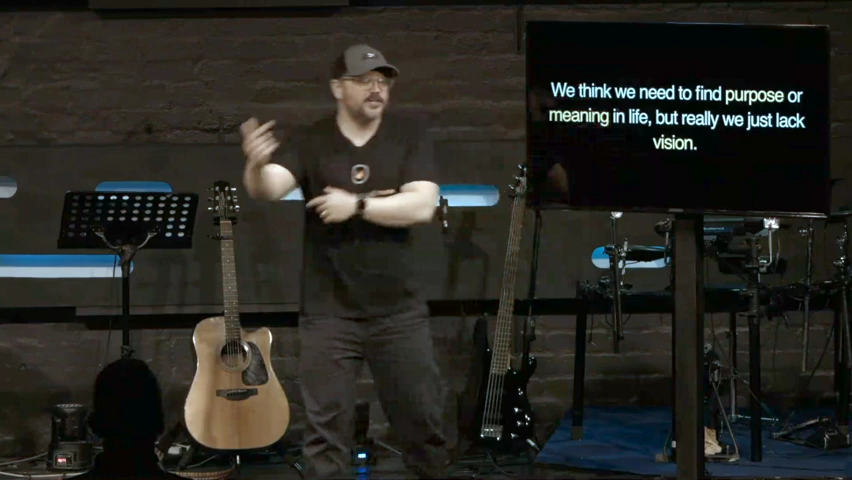 We think we need to find purpose or
meaning in life, but really we just lack
vision.